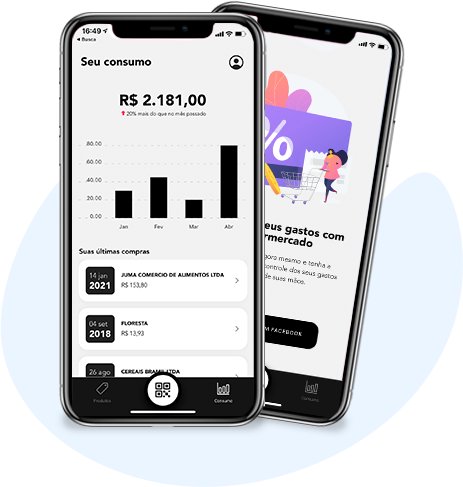 16:49
Busca
Seu consumo
R$ 2.181,00
20% mais do que no mês passado
80.00
60.00
40.00
20.00
0.00
Jan Fev Mar Abr
Suas últimas compras
14 jan
2021
JUMA COMERCIO DE ALIMENTOS LTDA
R$ 153,80
04 set
2018
FLORESTA
R$ 13,93
26 ago
CEREAIS BRAMIL LTDA
Produtos
Consumo
%
eus gastos com
ermercado
gora mesmo e tenha a
controle dos seus gastos
de suas mãos.
M FACEBOOK
Consumo